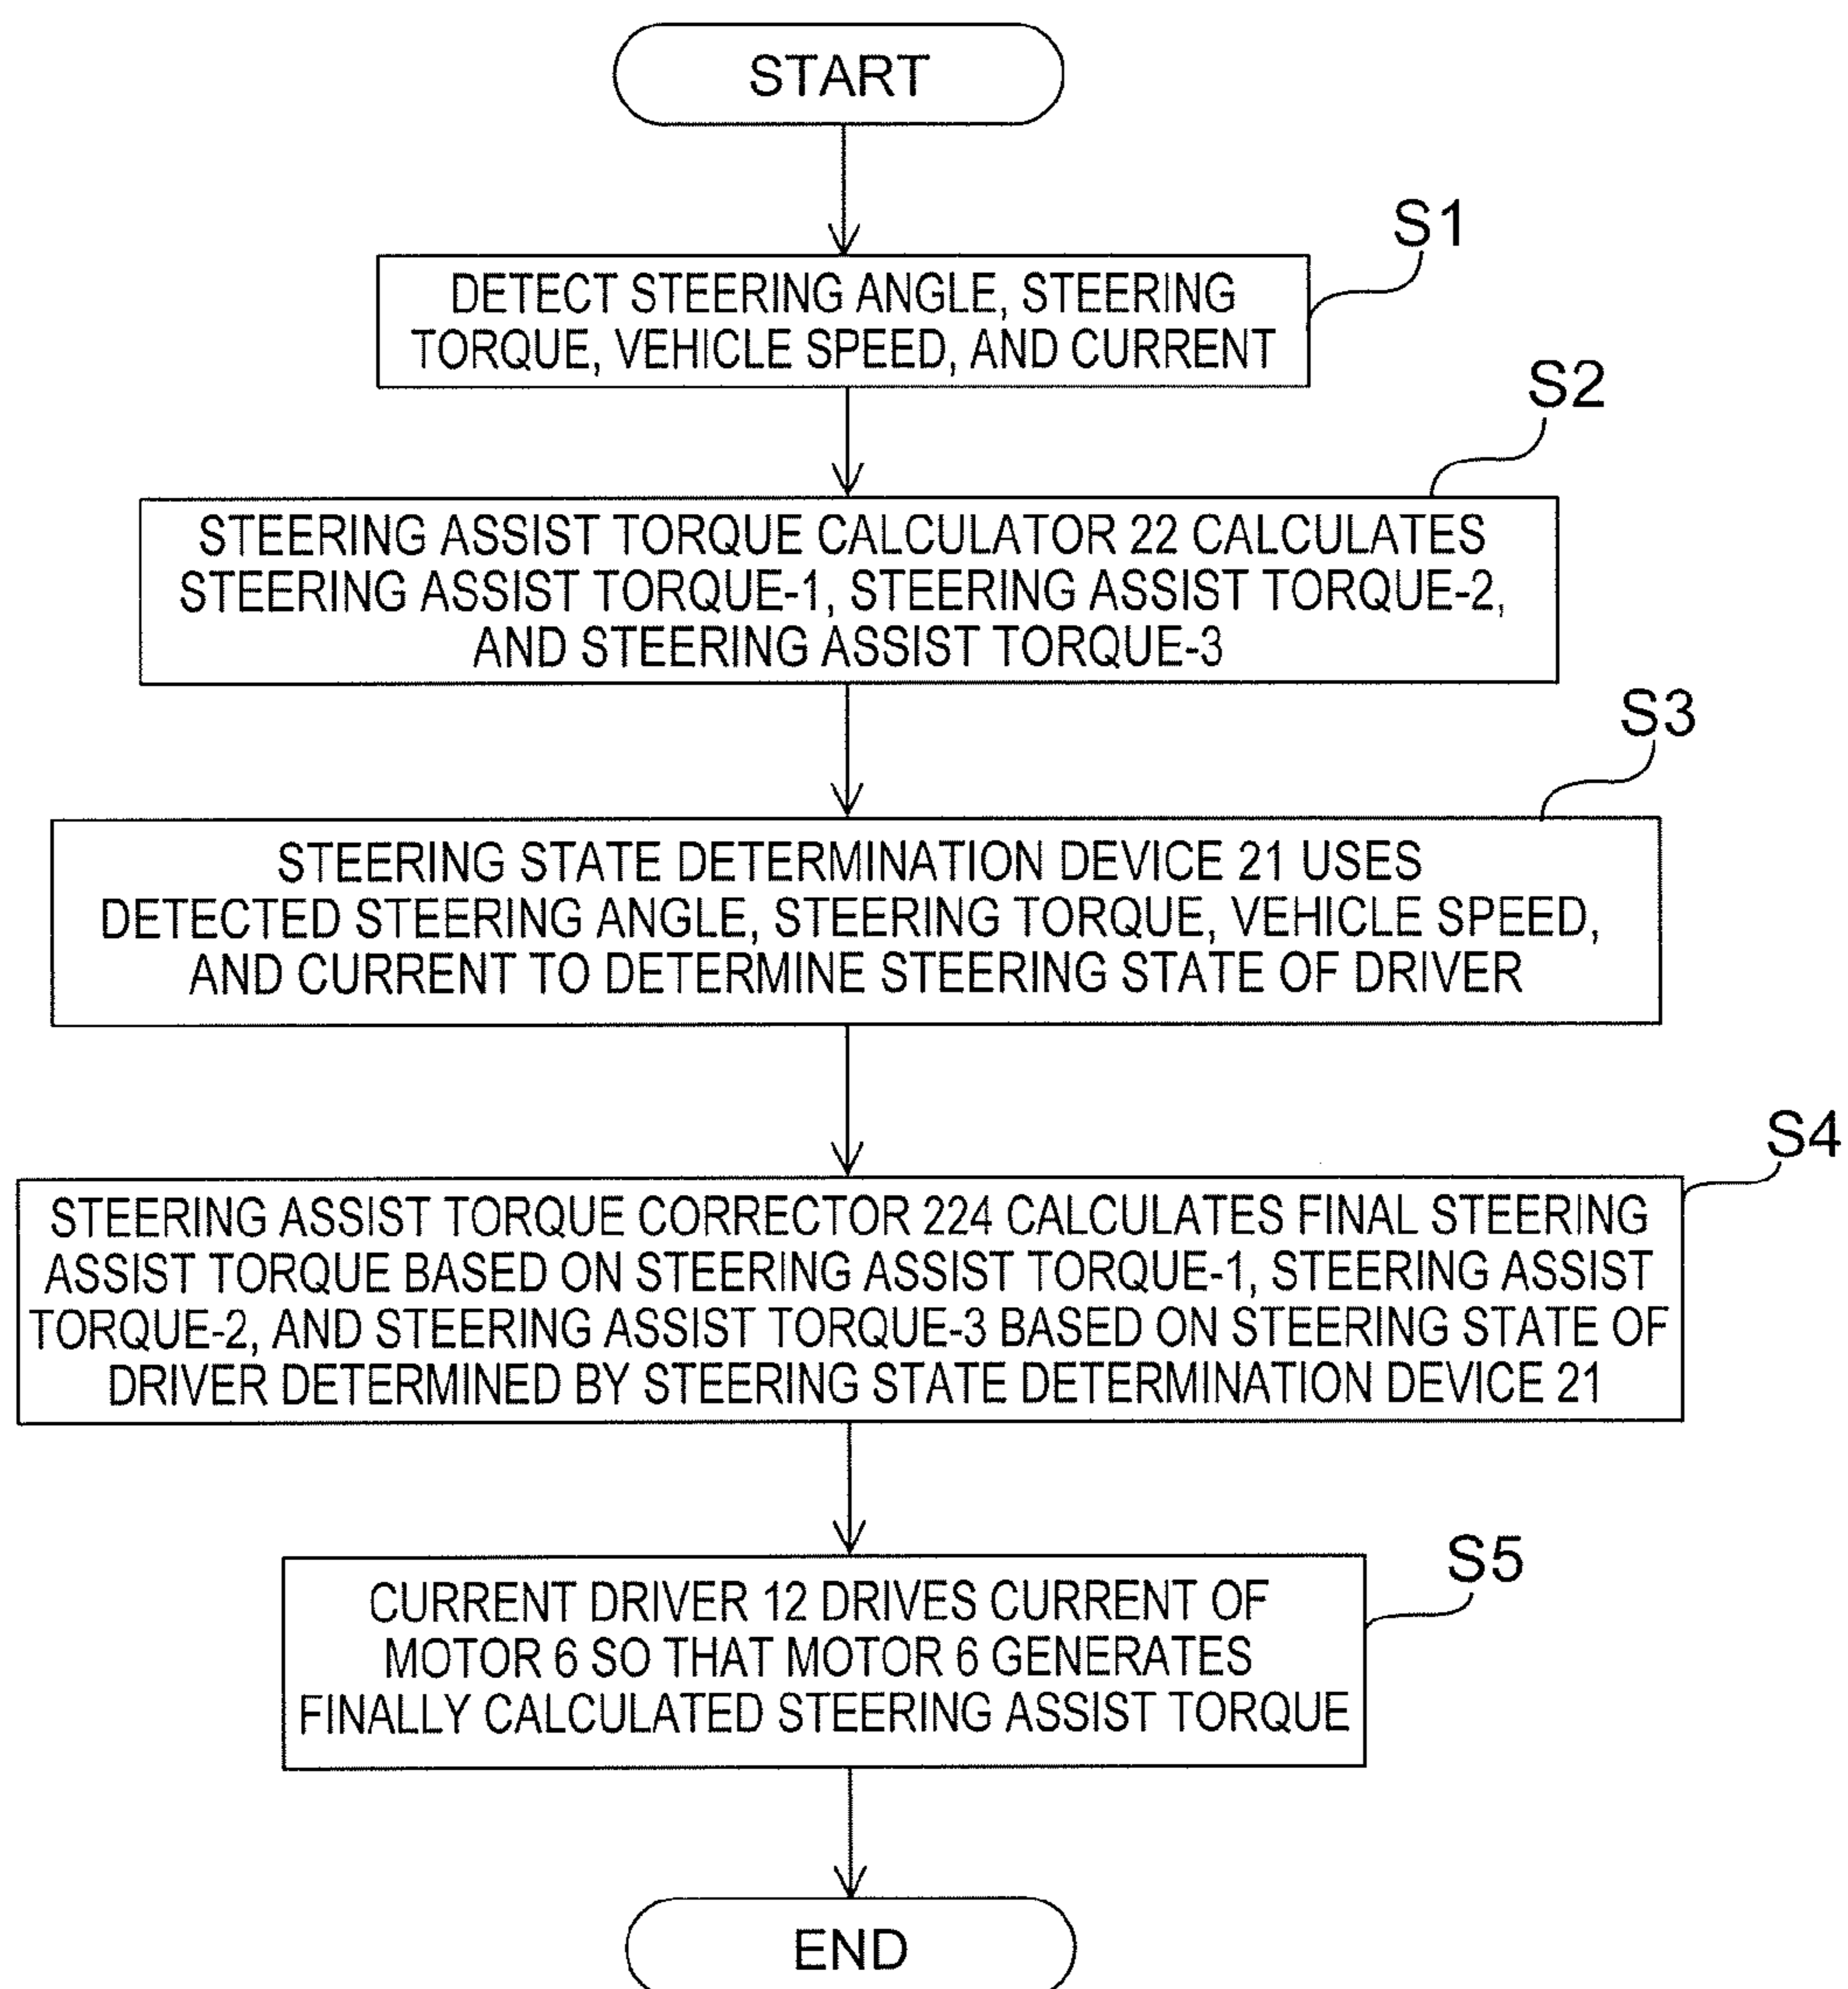 START
S1
DETECT STEERING ANGLE, STEERING
TORQUE, VEHICLE SPEED, AND CURRENT
S2
STEERING ASSIST TORQUE CALCULATOR 22 CALCULATES
STEERING ASSIST TORQUE-1, STEERING ASSIST TORQUE-2,
AND STEERING ASSIST TORQUE-3
S3
STEERING STATE DETERMINATION DEVICE 21 USES
DETECTED STEERING ANGLE, STEERING TORQUE, VEHICLE SPEED,
AND CURRENT TO DETERMINE STEERING STATE OF DRIVER
S4
STEERING ASSIST TORQUE CORRECTOR 224 CALCULATES FINAL STEERING
ASSIST TORQUE BASED ON STEERING ASSIST TORQUE-1, STEERING ASSIST
TORQUE-2, AND STEERING ASSIST TORQUE-3 BASED ON STEERING STATE OF
DRIVER DETERMINED BY STEERING STATE DETERMINATION DEVICE 21
S5
CURRENT DRIVER 12 DRIVES CURRENT OF
MOTOR 6 SO THAT MOTOR 6 GENERATES
FINALLY CALCULATED STEERING ASSIST TORQUE
END